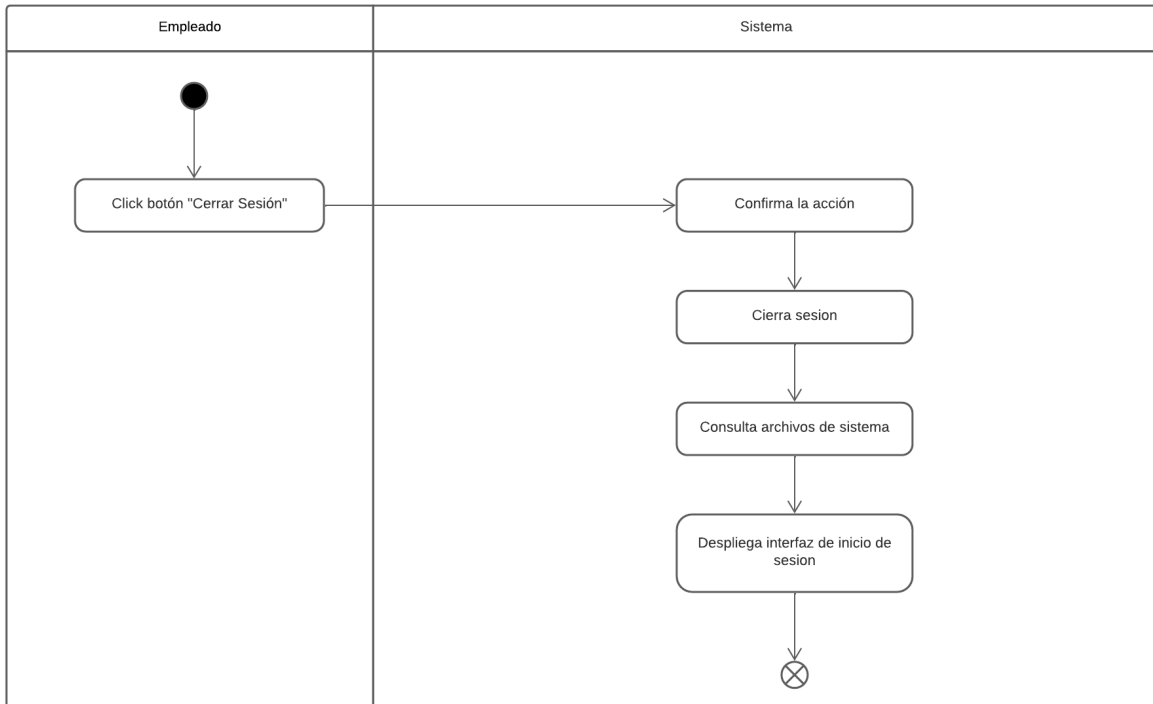 Empleado
Sistema
Click botón "Cerrar Sesión"
Confirma la acción
Cierra sesion
Consulta archivos de sistema
Despliega interfaz de inicio de
sesion